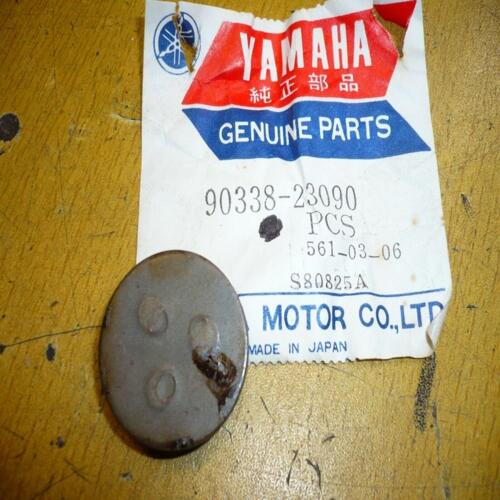 YAMAHA
純正部品
GENUINE PARTS
90338-23090
PCS
561-03-06
S80825A
MOTOR CO.,LTD
MADE IN JAPAN